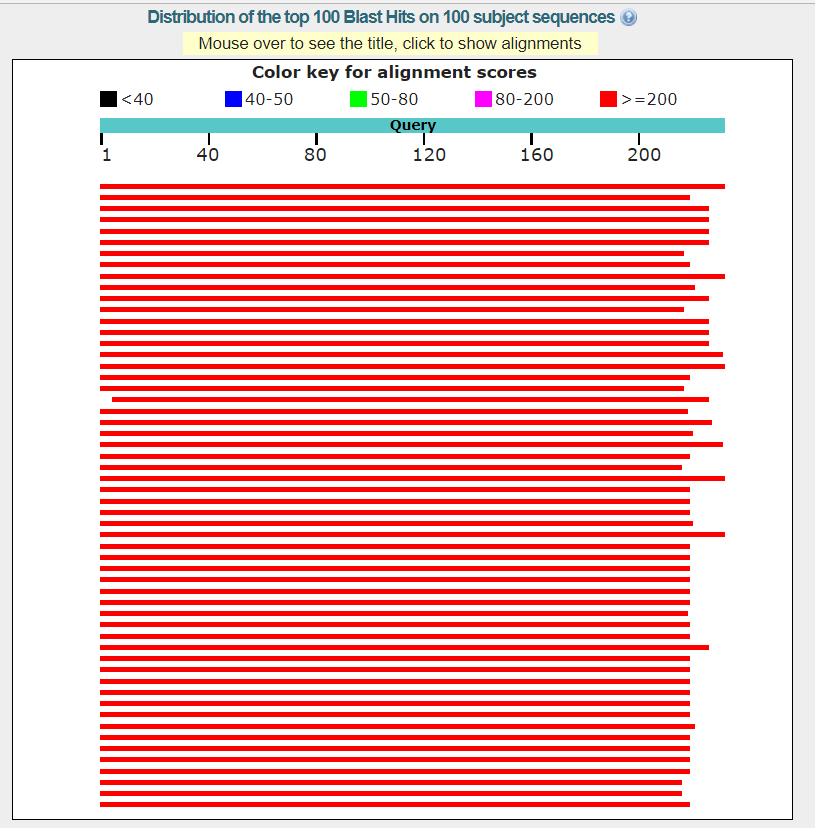 Distribution of the top 100 Blast Hits on 100 subject sequences ?
Mouse over to see the title, click to show alignments
Color key for alignment scores
<40 40-50 50-80 80-200 >=200
Query
1 40 80 120 160 200